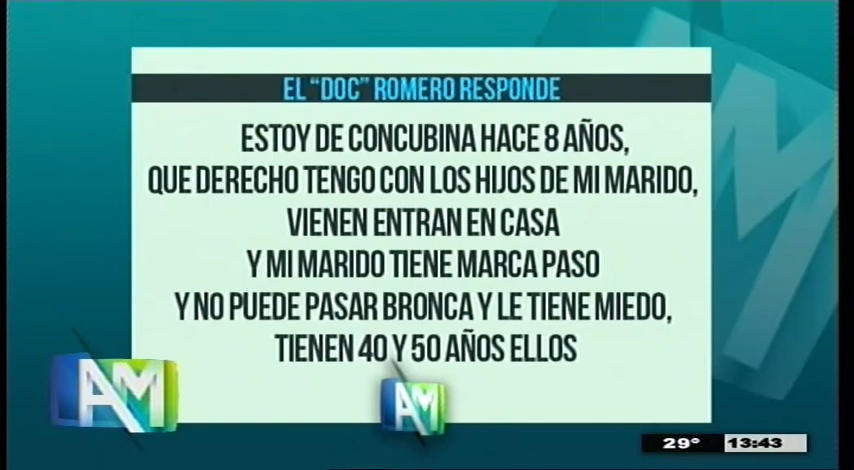 EL “DOC” ROMERO RESPONDE
ESTOY DE CONCUBINA HACE 8 AÑOS,
QUE DERECHO TENGO CON LOS HIJOS DE MI MARIDO,
VIENEN ENTRAN EN CASA
Y MI MARIDO TIENE MARCA PASO
Y NO PUEDE PASAR BRONCA Y LE TIENE MIEDO,
TIENEN 40 Y 50 AÑOS ELLOS
AM
AM
29° 13:43